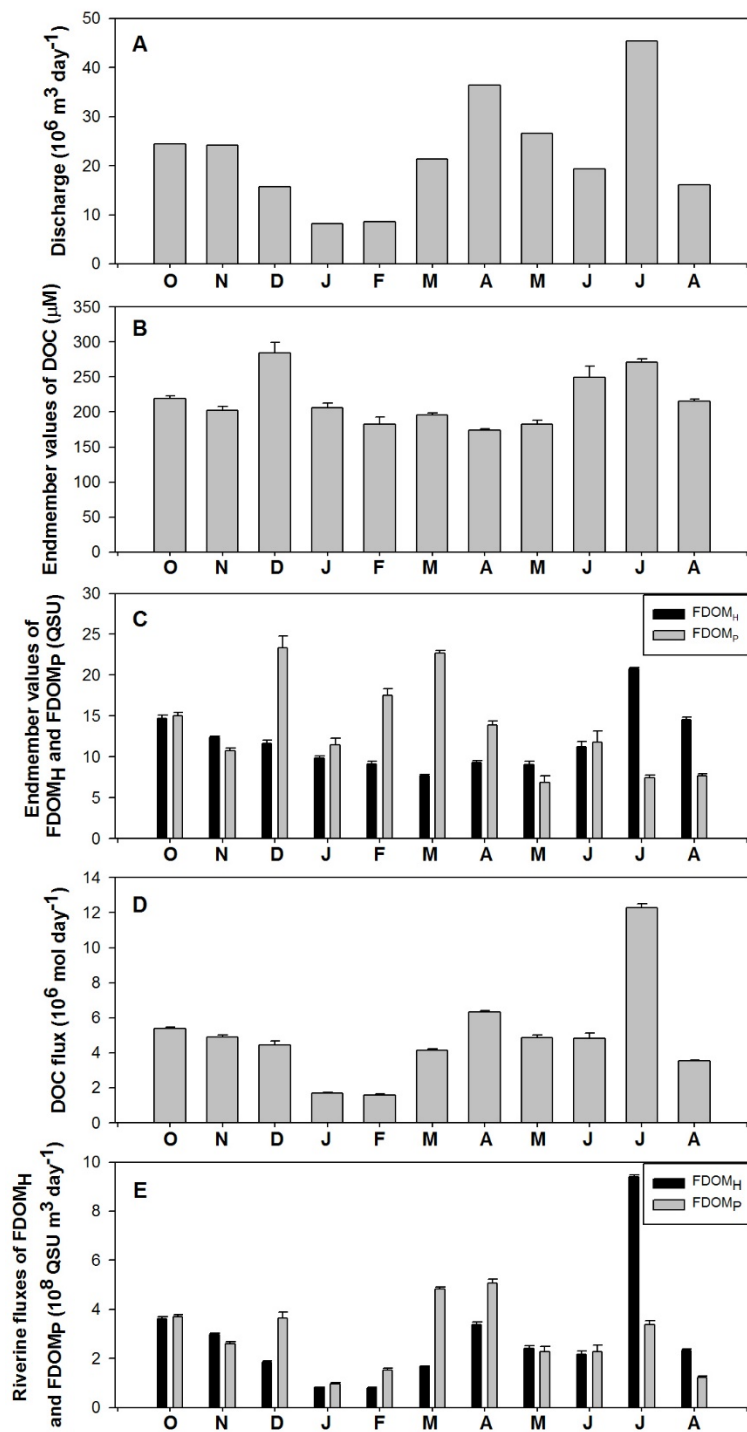 A
Discharge (10⁶ m³ day⁻¹)
50
40
30
20
10
0
O N D J F M A M J J A
B
Endmember values of DOC (μM)
350
300
250
200
150
100
50
0
O N D J F M A M J J A
C
Endmember values of
FDOM_H and FDOM_P (QSU)
30
25
20
15
10
5
0
FDOM_H
FDOM_P
O N D J F M A M J J A
D
DOC flux (10⁶ mol day⁻¹)
14
12
10
8
6
4
2
0
O N D J F M A M J J A
E
Riverine fluxes of FDOM_H
and FDOM_P (10⁸ QSU m³ day⁻¹)
10
8
6
4
2
0
FDOM_H
FDOM_P
O N D J F M A M J J A